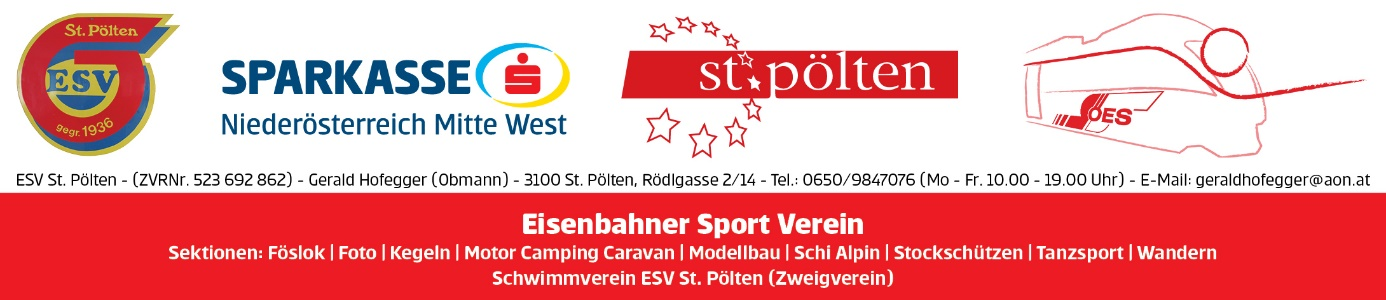 St. Pölten
ESV
gegr. 1936
SPARKASSE
Niederösterreich Mitte West
st.pölten
ÖES
ESV St. Pölten - (ZVRNr. 523 692 862) - Gerald Hofegger (Obmann) - 3100 St. Pölten, Rödlgasse 2/14 - Tel.: 0650/9847076 (Mo - Fr. 10.00 - 19.00 Uhr) - E-Mail: geraldhofegger@aon.at
Eisenbahner Sport Verein
Sektionen: Föslok | Foto | Kegeln | Motor Camping Caravan | Modellbau | Schi Alpin | Stockschützen | Tanzsport | Wandern
Schwimmverein ESV St. Pölten (Zweigverein)